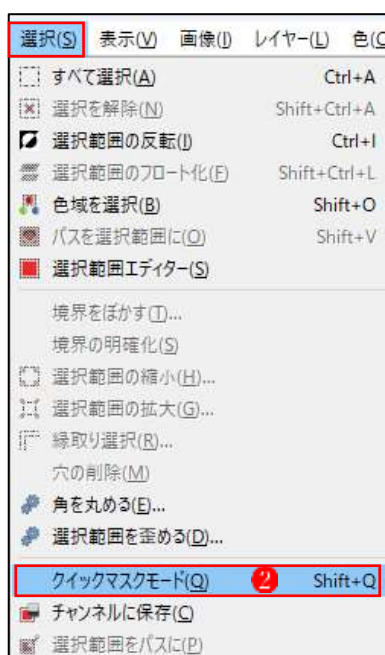 選択(S) 表示(V) 画像(I) レイヤー(L) 色(C
すべて選択(A) Ctrl+A
選択を解除(N) Shift+Ctrl+A
選択範囲の反転(I) Ctrl+I
選択範囲のフロート化(F) Shift+Ctrl+L
色域を選択(B) Shift+O
パスを選択範囲に(O) Shift+V
選択範囲エディター(S)
境界をぼかす(T)...
境界の明確化(S)
選択範囲の縮小(H)...
選択範囲の拡大(G)...
縁取り選択(R)...
穴の削除(M)
角を丸める(E)...
選択範囲を歪める(D)...
クイックマスクモード(Q) 2 Shift+Q
チャンネルに保存(C)
選択範囲をパスに(P)